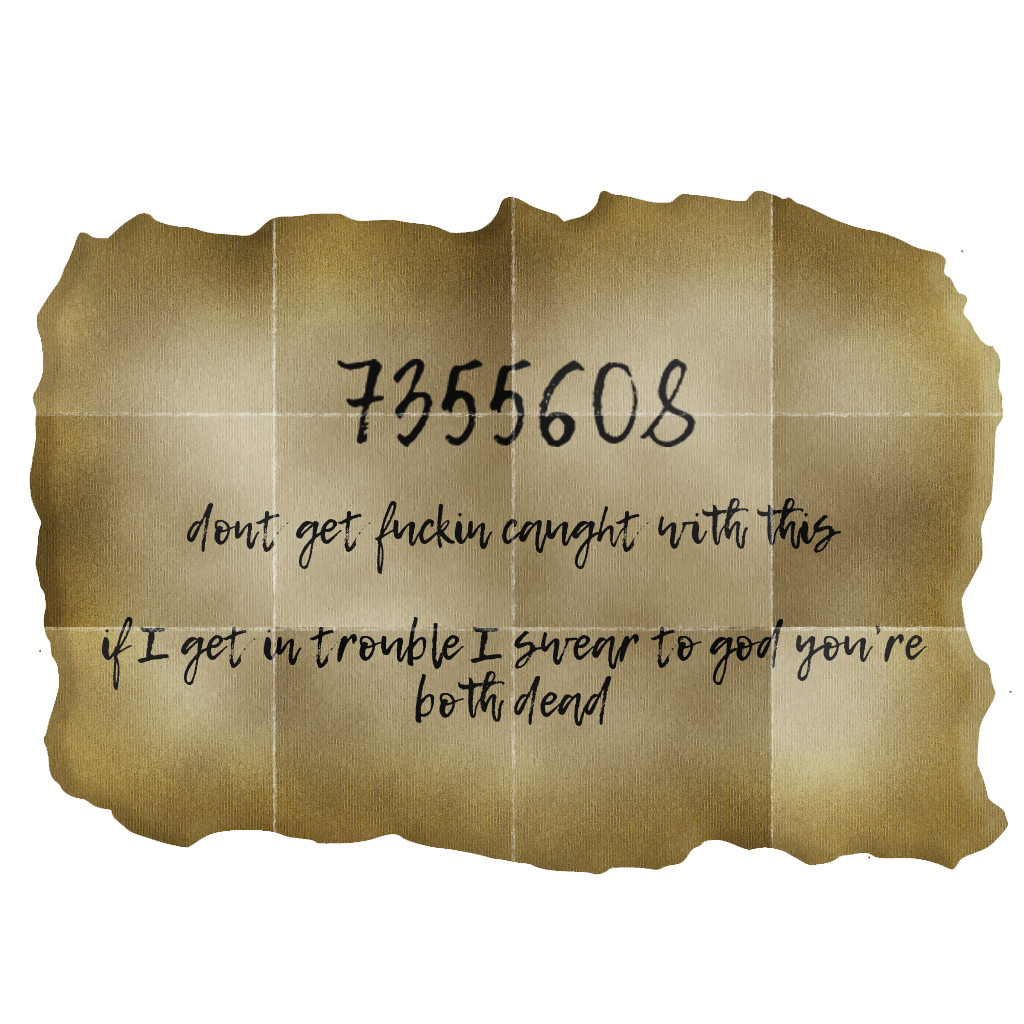 7355608
dont get fuckin caught with this
if I get in trouble I swear to god you're
both dead